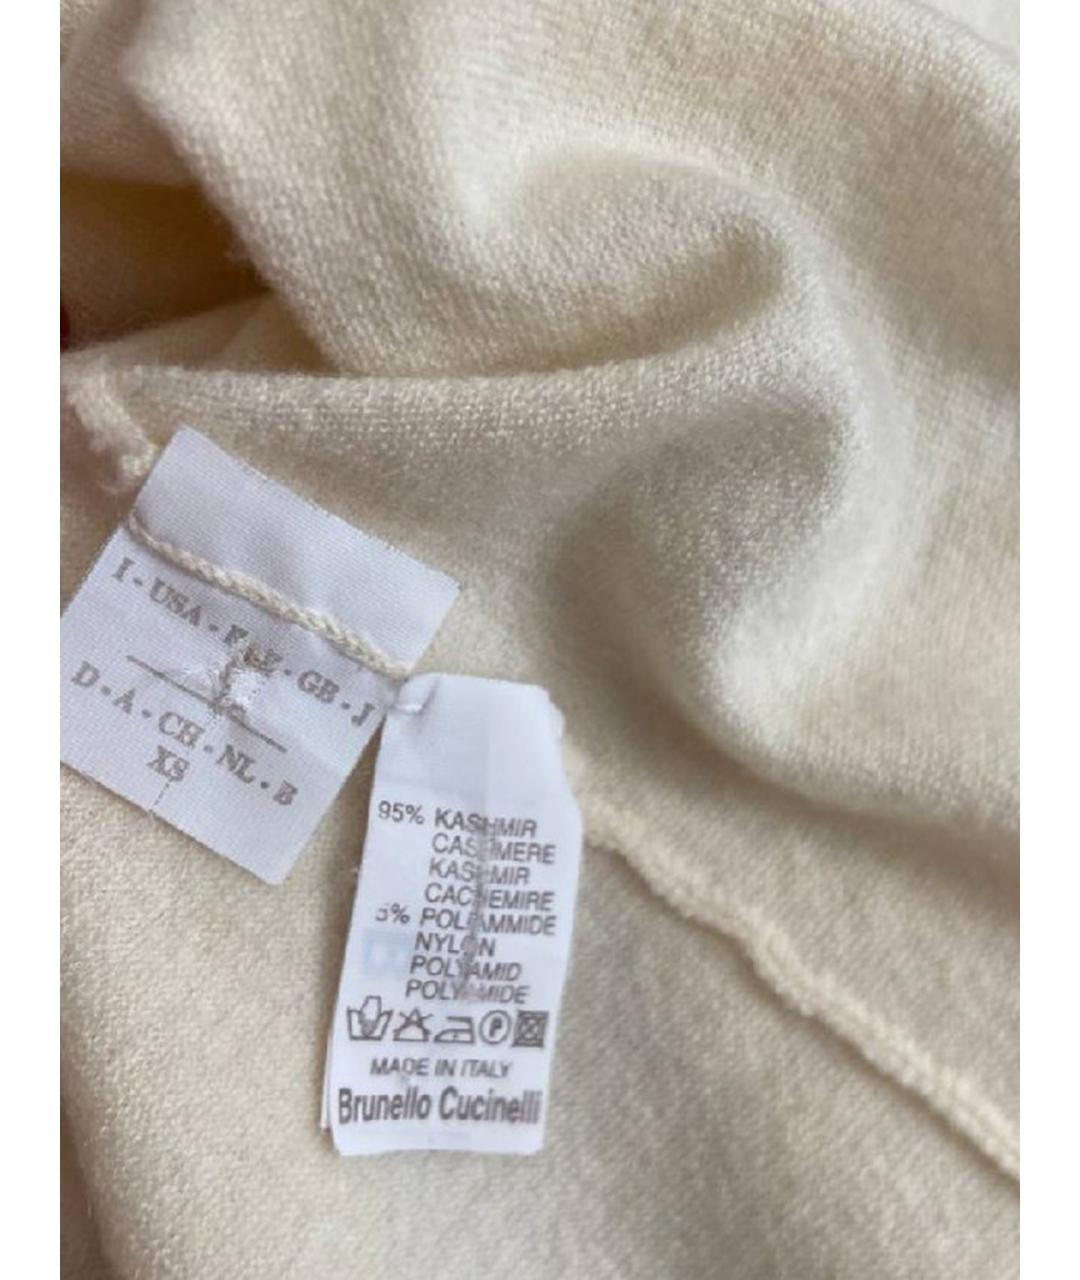 I - USA - F - E - GB - J
D - A - CH - NL - B
XS
95% KASHMIR
CASHMERE
KASHMIR
CACHEMIRE
5% POLIAMMIDE
NYLON
POLYAMID
POLYAMIDE
P
MADE IN ITALY
Brunello Cucinelli